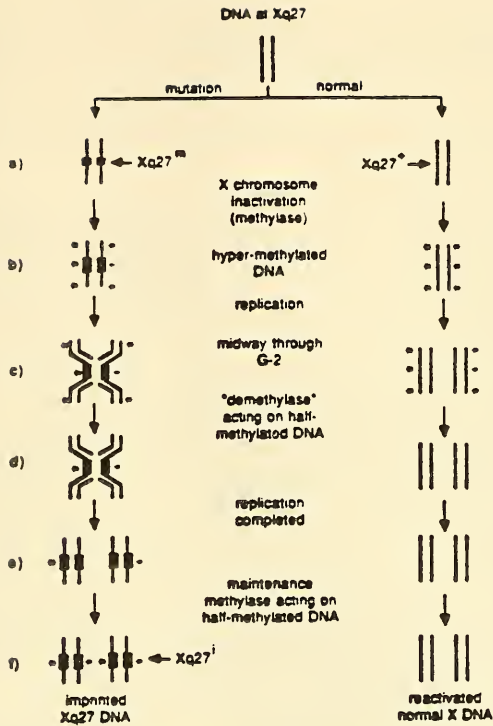 DNA at Xq27
mutation
normal
a)
Xq27m
Xq27+
X chromosome
inactivation
(methylase)
b)
hyper-methylated
DNA
replication
c)
midway through
G-2
"demethylase"
acting on half-
methylated DNA
d)
replication
completed
e)
maintenance
methylase acting on
half-methylated DNA
f)
Xq27i
imprinted
Xq27 DNA
reactivated
normal X DNA